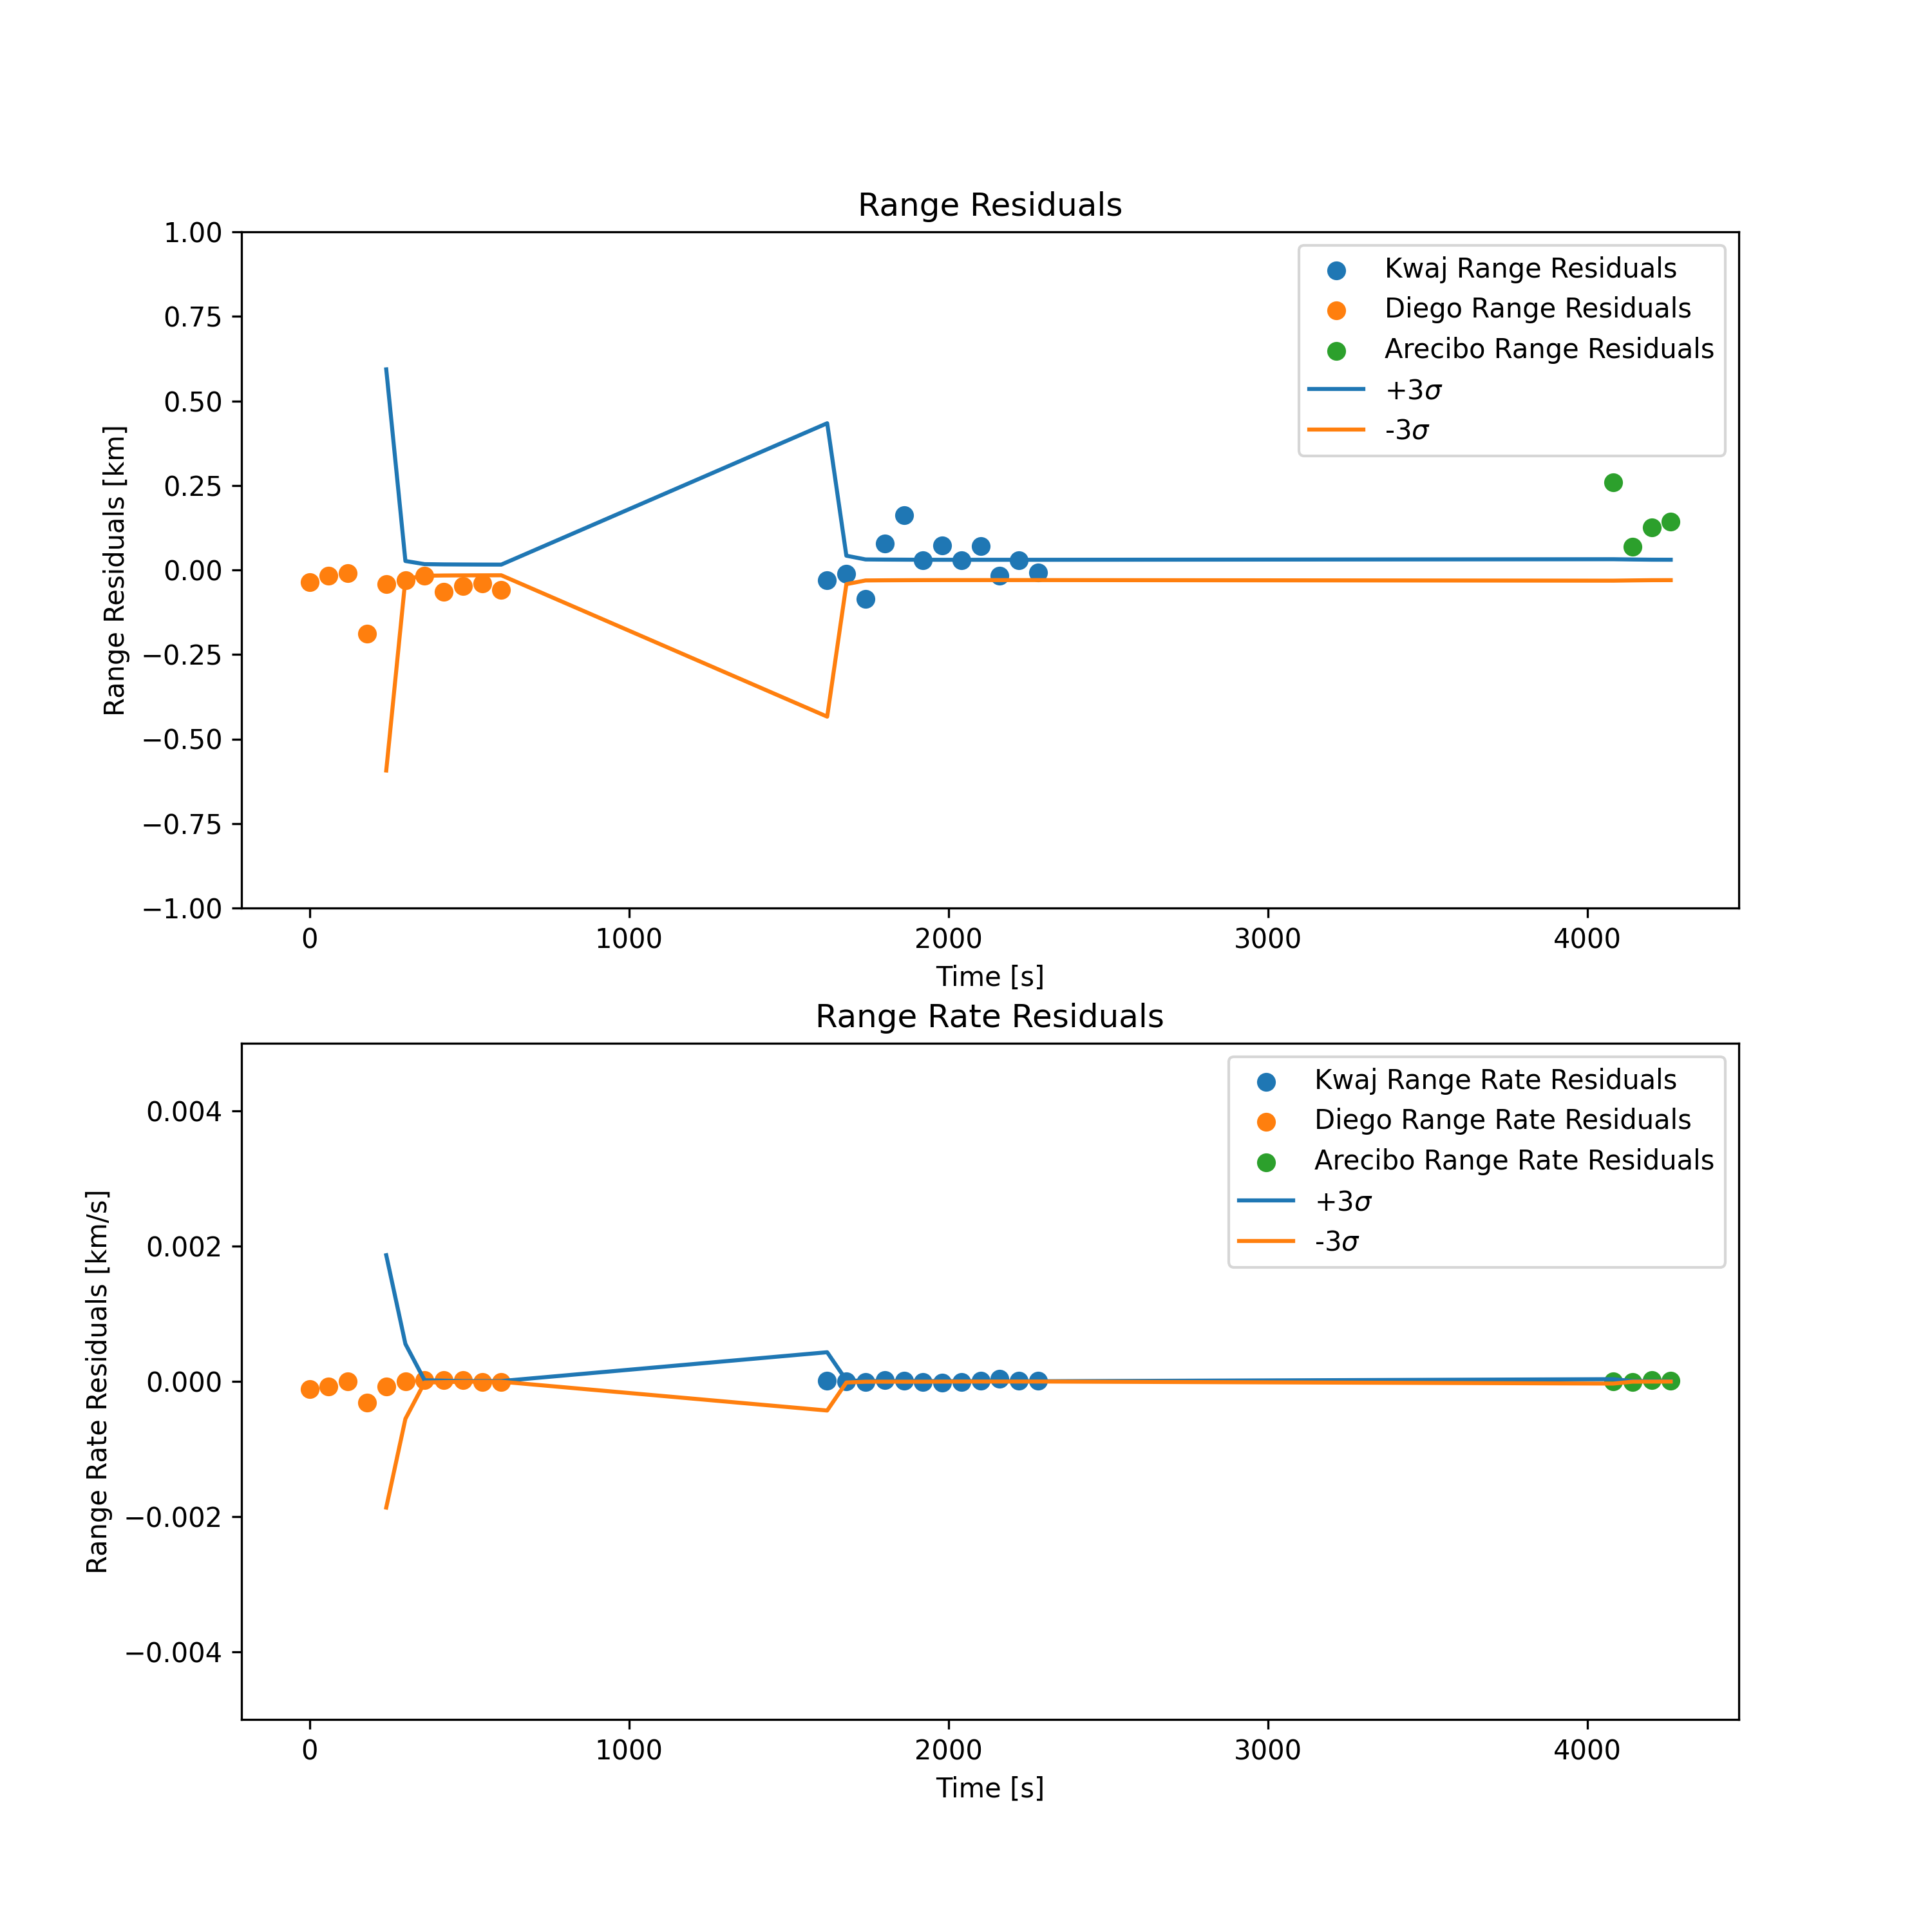 Range Residuals
1.00
0.75
0.50
0.25
0.00
−0.25
−0.50
−0.75
−1.00
Range Residuals [km]
Kwaj Range Residuals
Diego Range Residuals
Arecibo Range Residuals
+3σ
-3σ
0 1000 2000 3000 4000
Time [s]
Range Rate Residuals
0.004
0.002
0.000
−0.002
−0.004
Range Rate Residuals [km/s]
Kwaj Range Rate Residuals
Diego Range Rate Residuals
Arecibo Range Rate Residuals
+3σ
-3σ
0 1000 2000 3000 4000
Time [s]